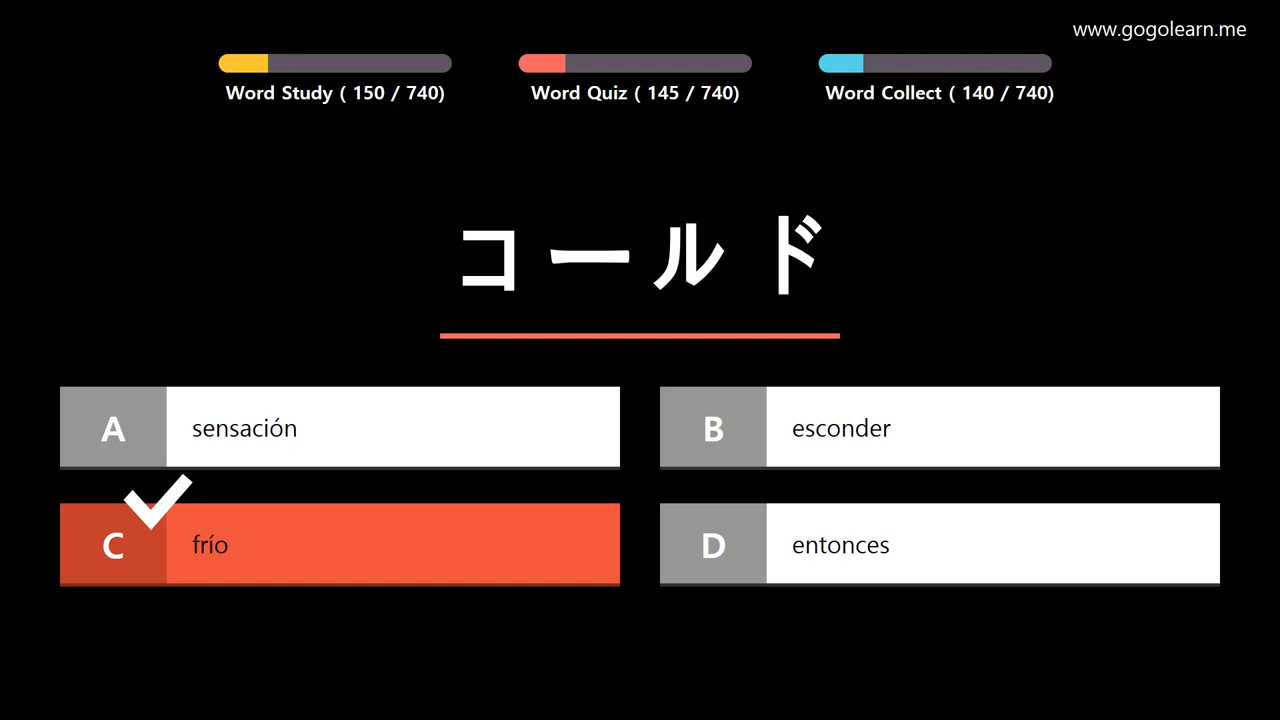 www.gogolearn.me
Word Study ( 150 / 740)
Word Quiz ( 145 / 740)
Word Collect ( 140 / 740)
コールド
A sensación
B esconder
C frío
D entonces